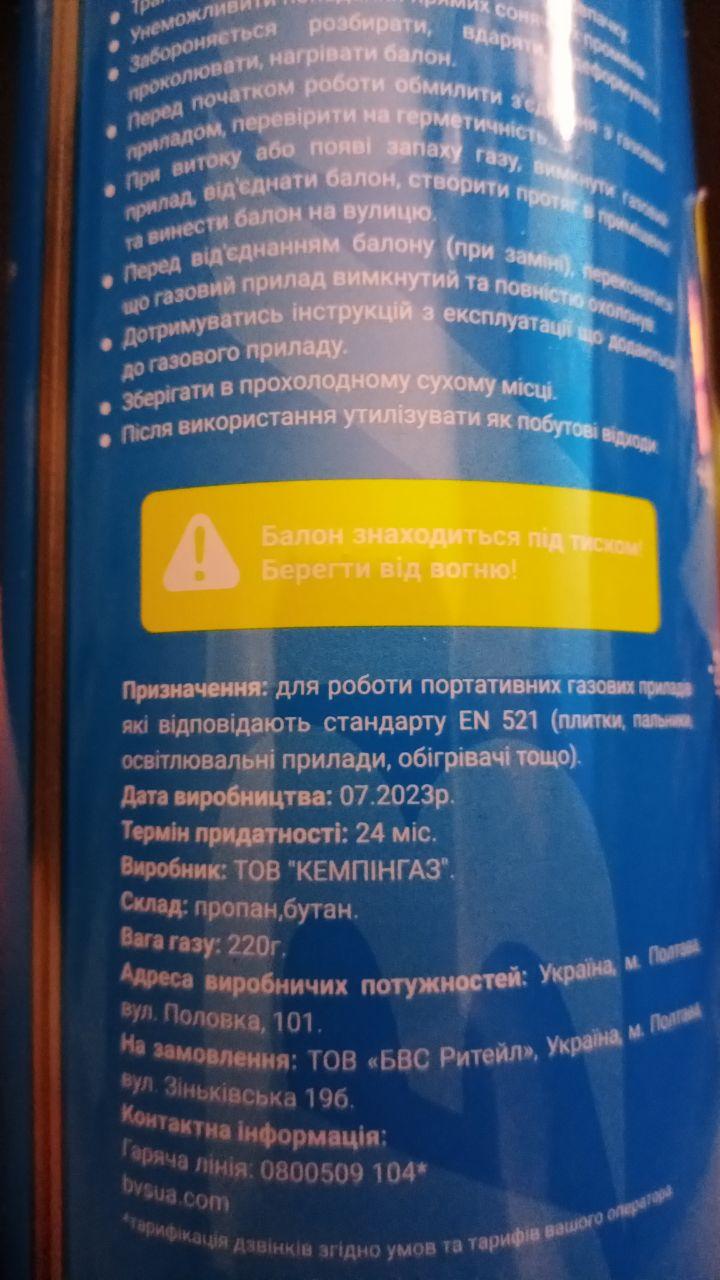 Унеможливити прямих
Забороняється розбирати, вдаряти,
проколювати, нагрівати балон.
Перед початком роботи обмилити з газовим
приладом, перевірити на герметичність
При витоку або появі запаху газу, вимкнути газовий
прилад, від'єднати балон, створити протяг в приміщенні
та винести балон на вулицю.
Перед від'єднанням балону (при заміні), переконатися
що газовий прилад вимкнутий та повністю охолонув.
Дотримуватись інструкцій з експлуатації що додаються
до газового приладу.
Зберігати в прохолодному сухому місці.
Після використання утилізувати як побутові відходи.
Балон знаходиться під тиском!
Берегти від вогню!
Призначення: для роботи портативних газових приладів
які відповідають стандарту EN 521 (плитки, пальники,
освітлювальні прилади, обігрівачі тощо).
Дата виробництва: 07.2023р.
Термін придатності: 24 міс.
Виробник: ТОВ "КЕМПІНГАЗ".
Склад: пропан,бутан.
Вага газу: 220г.
Адреса виробничих потужностей: Україна, м. Полтава,
вул. Половка, 101.
На замовлення: ТОВ «БВС Ритейл», Україна, м. Полтава,
вул. Зіньківська 19б.
Контактна інформація:
Гаряча лінія: 0800509 104*
bvsua.com
*тарифікація дзвінків згідно умов та тарифів вашого оператора